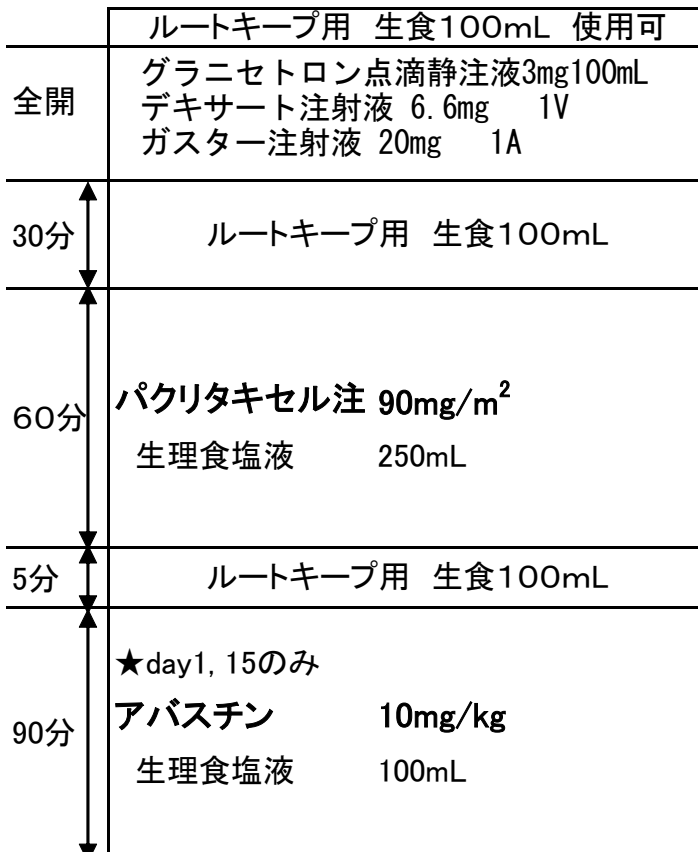 ルートキープ用 生食100mL 使用可
全開
グラニセトロン点滴静注液3mg100mL
デキサート注射液 6.6mg 1V
ガスター注射液 20mg 1A
30分
ルートキープ用 生食100mL
60分
パクリタキセル注 90mg/m²
生理食塩液 250mL
5分
ルートキープ用 生食100mL
90分
★day1, 15のみ
アバスチン 10mg/kg
生理食塩液 100mL